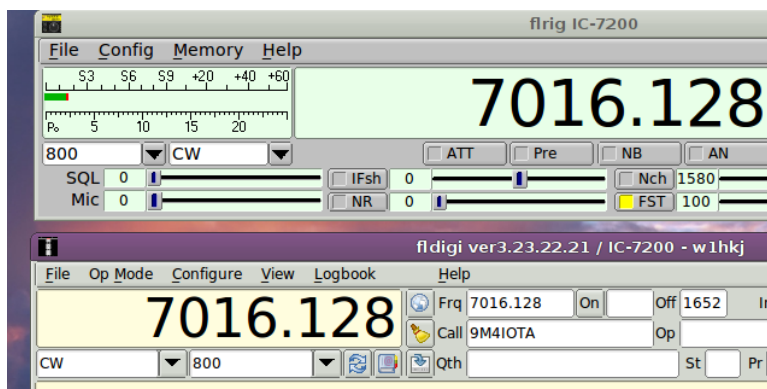 flrig IC-7200
File Config Memory Help
S3 S6 S9 +20 +40 +60
7016.128
Po 5 10 15 20
800 CW ATT Pre NB AN
SQL 0 IFsh 0 Nch 1580
Mic 0 NR 0 FST 100
fldigi ver3.23.22.21 / IC-7200 - w1hkj
File Op Mode Configure View Logbook Help
7016.128 Frq 7016.128 On Off 1652
Call 9M4IOTA Op
CW 800 Qth St Pr